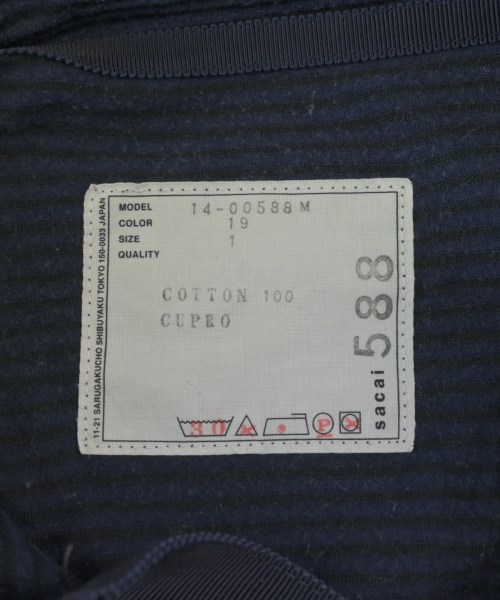 MODEL 14-00588M
COLOR 19
SIZE 1
QUALITY
COTTON 100
CUPRO
30 P
sacai 588
11-21 SARUGAKUCHO SHIBUYAKU TOKYO 150-0033 JAPAN